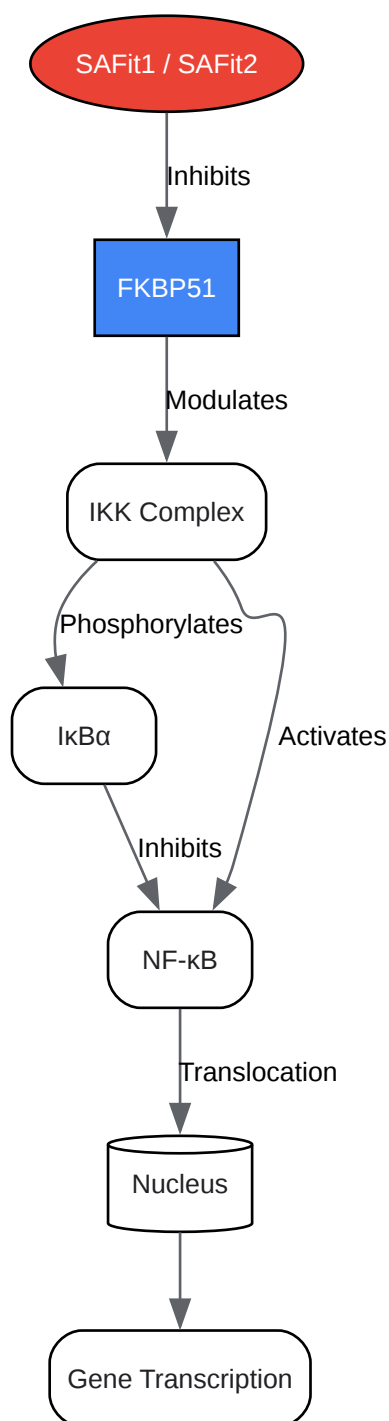 SAFit1 / SAFit2
Inhibits
FKBP51
Modulates
IKK Complex
Phosphorylates
IκBα
Activates
Inhibits
NF-κB
Translocation
Nucleus
Gene Transcription